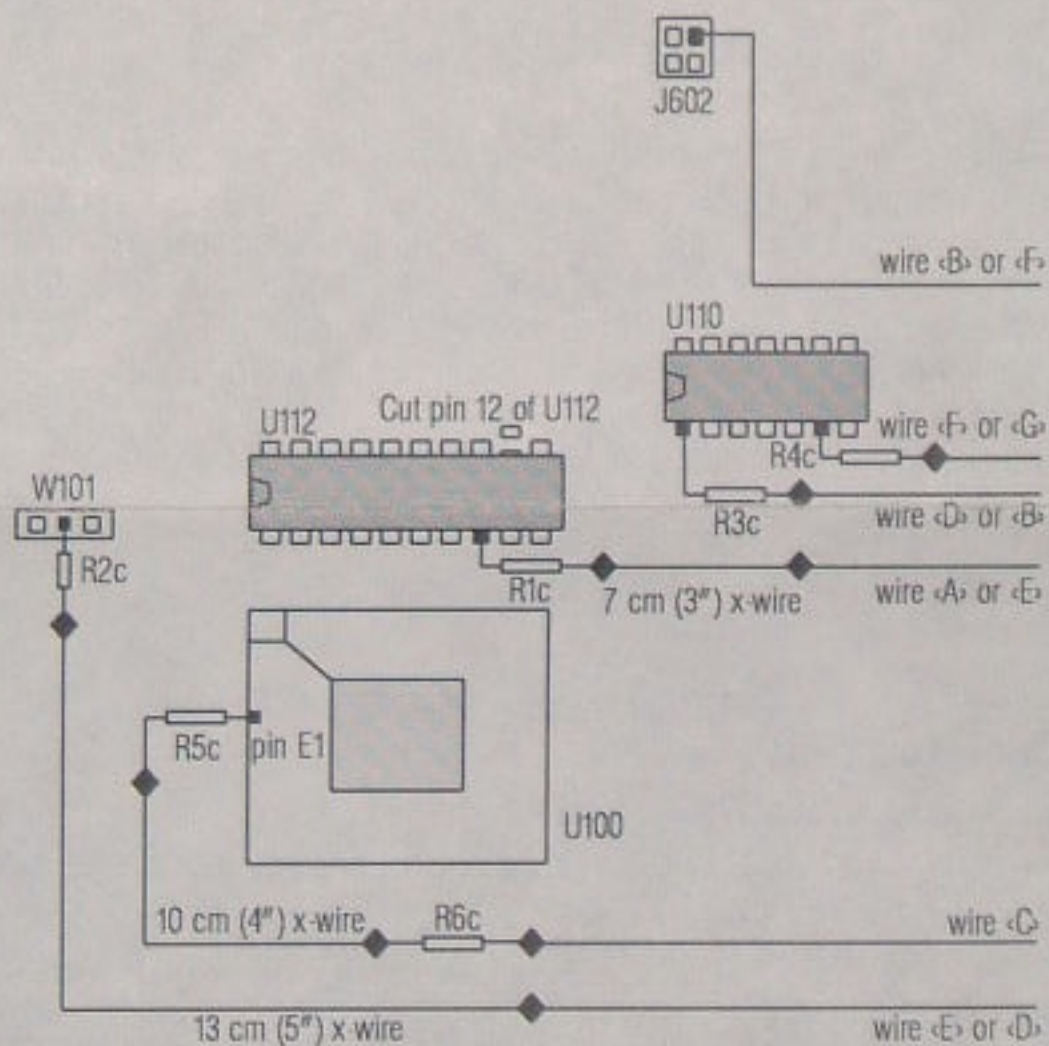 J602
wire ‹B› or ‹F›
U110
U112
Cut pin 12 of U112
wire ‹F› or ‹G›
R4c
W101
R3c
wire ‹D› or ‹B›
R2c
R1c
7 cm (3") x-wire
wire ‹A› or ‹E›
R5c
pin E1
U100
10 cm (4") x-wire
R6c
wire ‹C›
13 cm (5") x-wire
wire ‹E› or ‹D›